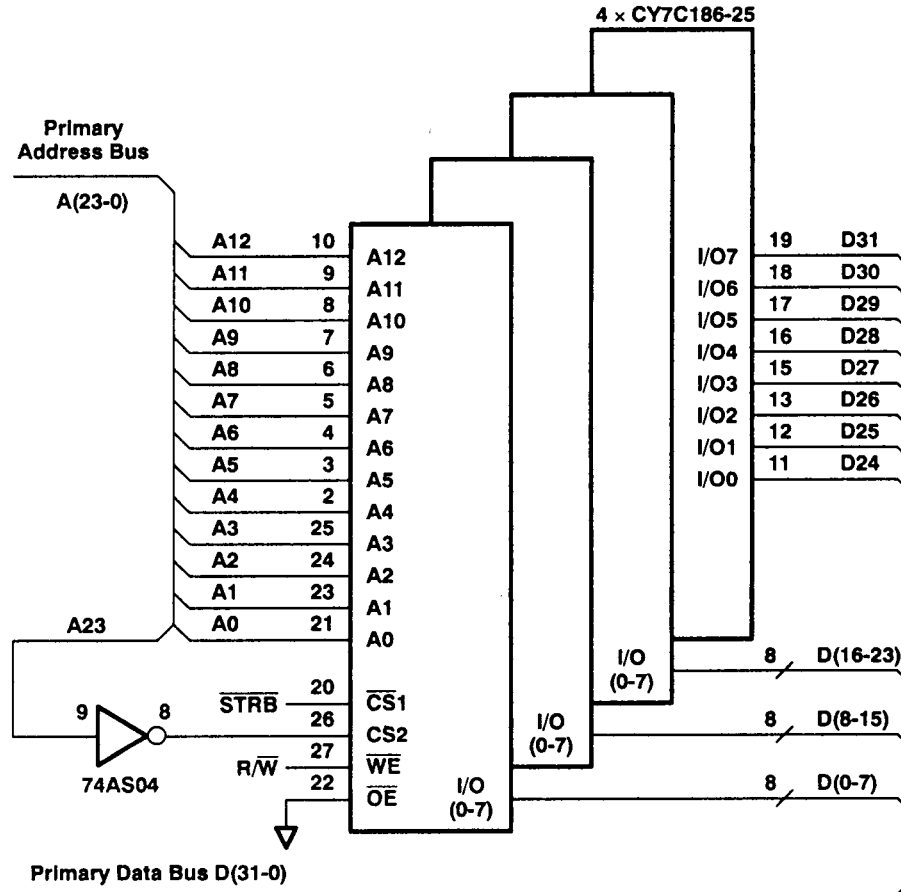 4 × CY7C186-25
Primary
Address Bus
A(23-0)
A12 10 A12
A11 9 A11
A10 8 A10
A9 7 A9
A8 6 A8
A7 5 A7
A6 4 A6
A5 3 A5
A4 2 A4
A3 25 A3
A2 24 A2
A1 23 A1
A0 21 A0
A23
I/O7 19 D31
I/O6 18 D30
I/O5 17 D29
I/O4 16 D28
I/O3 15 D27
I/O2 13 D26
I/O1 12 D25
I/O0 11 D24
S̅T̅R̅B̅ 20 C̅S̅1
9 8 26 CS2
74AS04
R/W̅ 27 W̅E̅
22 O̅E̅
I/O
(0-7)
8 D(16-23)
I/O
(0-7)
8 D(8-15)
I/O
(0-7)
8 D(0-7)
Primary Data Bus D(31-0)